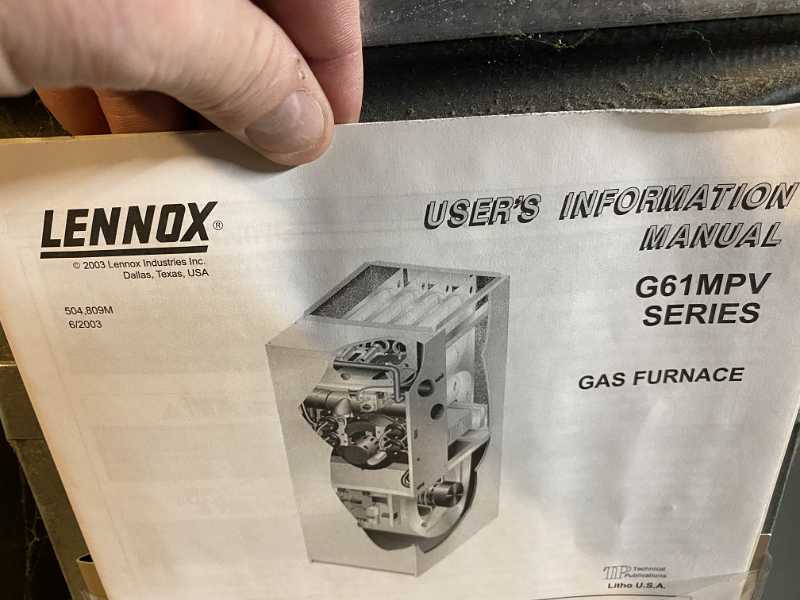 LENNOX®
© 2003 Lennox Industries Inc.
Dallas, Texas, USA
504,809M
6/2003
USER'S INFORMATION
MANUAL
G61MPV
SERIES
GAS FURNACE
TP Technical
Publications
Litho U.S.A.